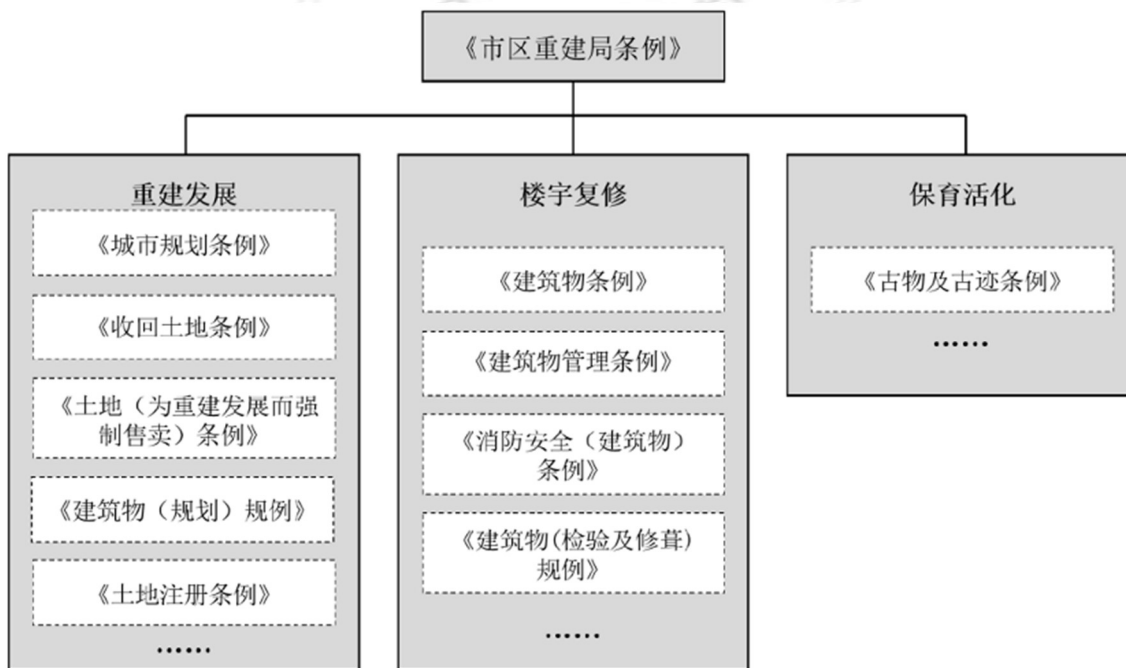 《市区重建局条例》
重建发展
《城市规划条例》
《收回土地条例》
《土地（为重建发展而强
制售卖）条例》
《建筑物（规划）规例》
《土地注册条例》
……
楼宇复修
《建筑物条例》
《建筑物管理条例》
《消防安全（建筑物）
条例》
《建筑物(检验及修葺)
规例》
……
保育活化
《古物及古迹条例》
……